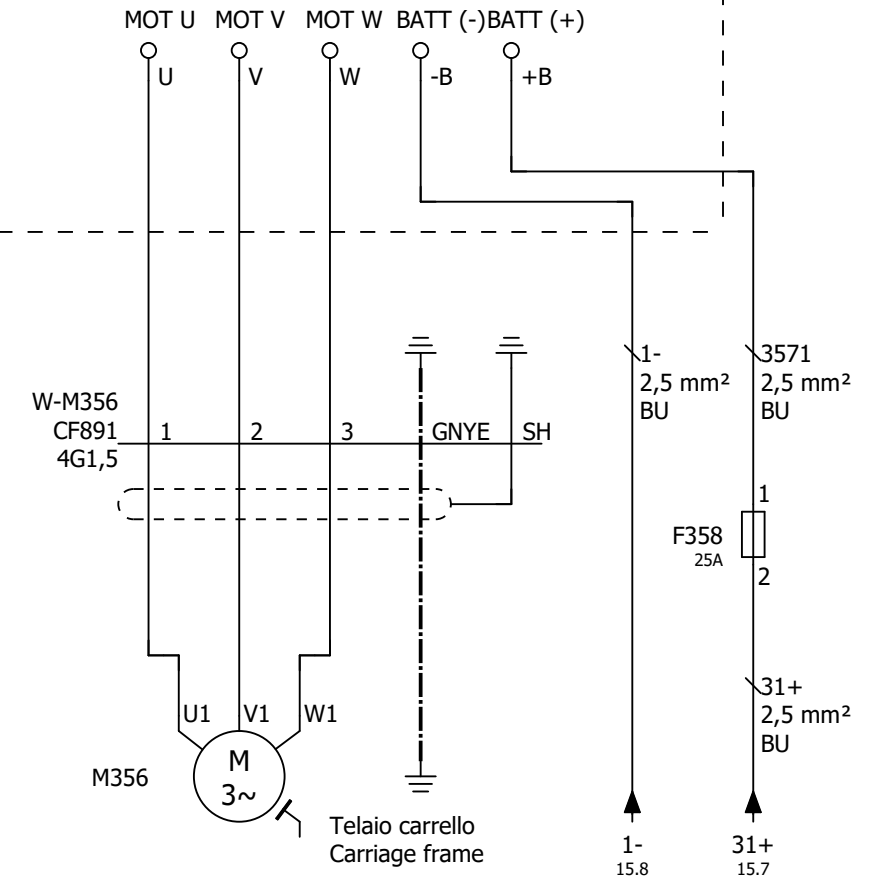 MOT U MOT V MOT W BATT (-) BATT (+)
U V W -B +B
1- 3571
2,5 mm² 2,5 mm²
BU BU
W-M356
CF891 1 2 3 GNYE SH
4G1,5
1
F358
25A
2
31+
2,5 mm²
BU
U1 V1 W1
M
3~
M356
Telaio carrello
Carriage frame
1- 31+
15.8 15.7